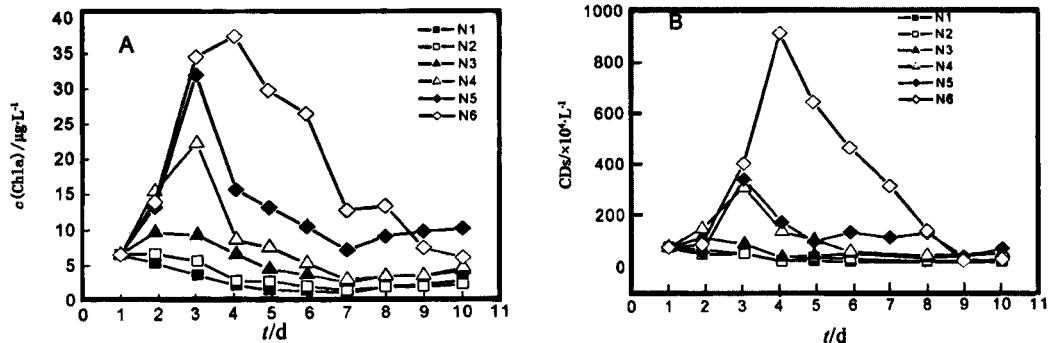 A
c(Chla)/μg·L⁻¹
40
35
30
25
20
15
10
5
0
1 2 3 4 5 6 7 8 9 10 11
t/d
N1
N2
N3
N4
N5
N6
B
CDs/×10⁴·L⁻¹
1000
800
600
400
200
0
0 1 2 3 4 5 6 7 8 9 10 11
t/d
N1
N2
N3
N4
N5
N6